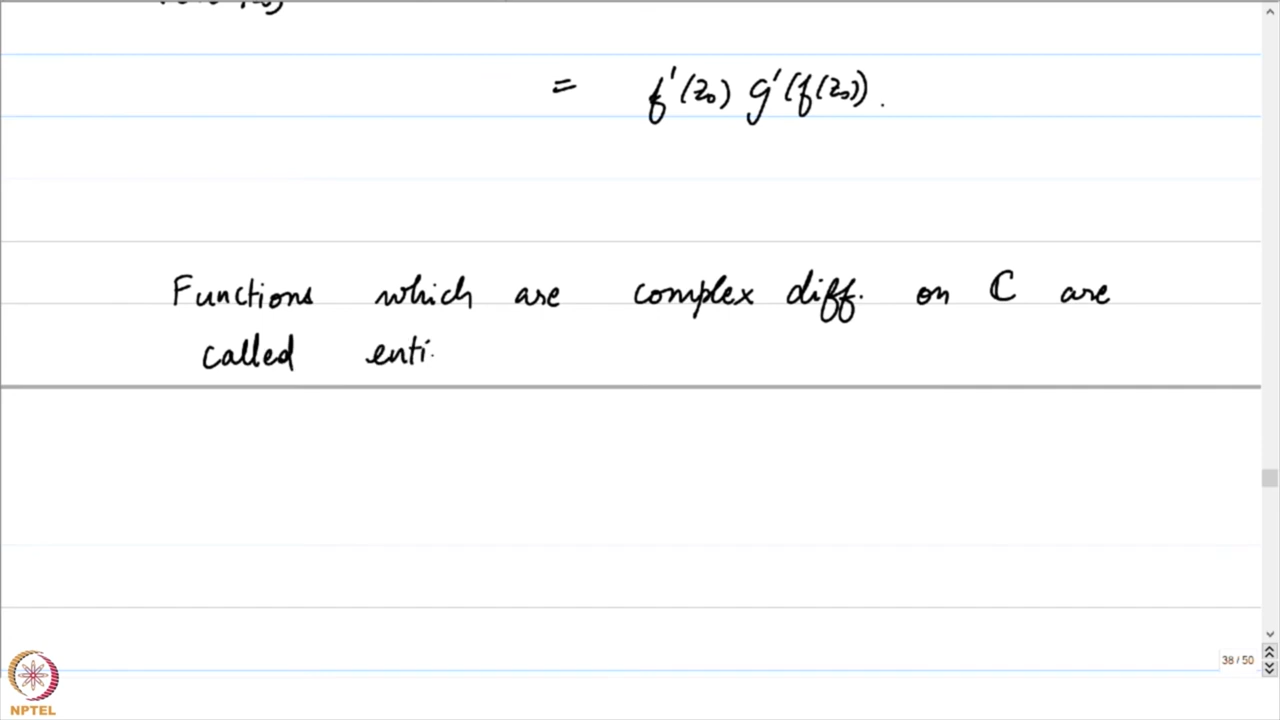 = f'(z₀) g'(f(z₀)).
Functions which are complex diff. on ℂ are
called enti
38 / 50
NPTEL